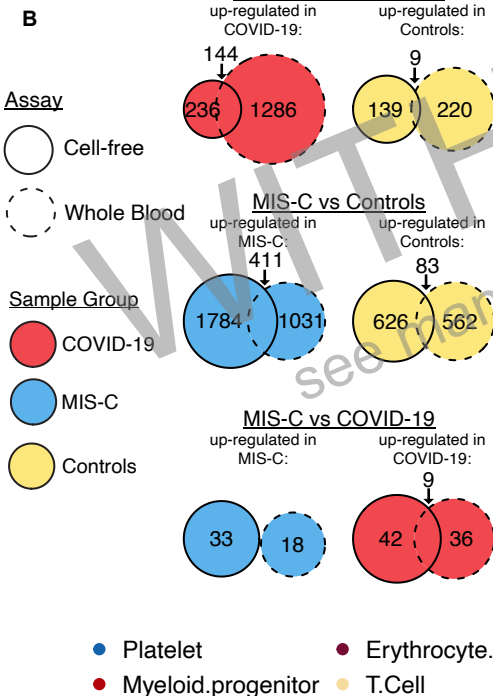 B
up-regulated in
COVID-19:
up-regulated in
Controls:
144
9
236
1286
139
220
Assay
Cell-free
Whole Blood
MIS-C vs Controls
up-regulated in
MIS-C:
up-regulated in
Controls:
411
83
1784
1031
626
562
Sample Group
COVID-19
MIS-C
Controls
MIS-C vs COVID-19
up-regulated in
MIS-C:
up-regulated in
COVID-19:
9
33
18
42
36
Platelet
Erythrocyte.
Myeloid.progenitor
T.Cell
WITH
see man